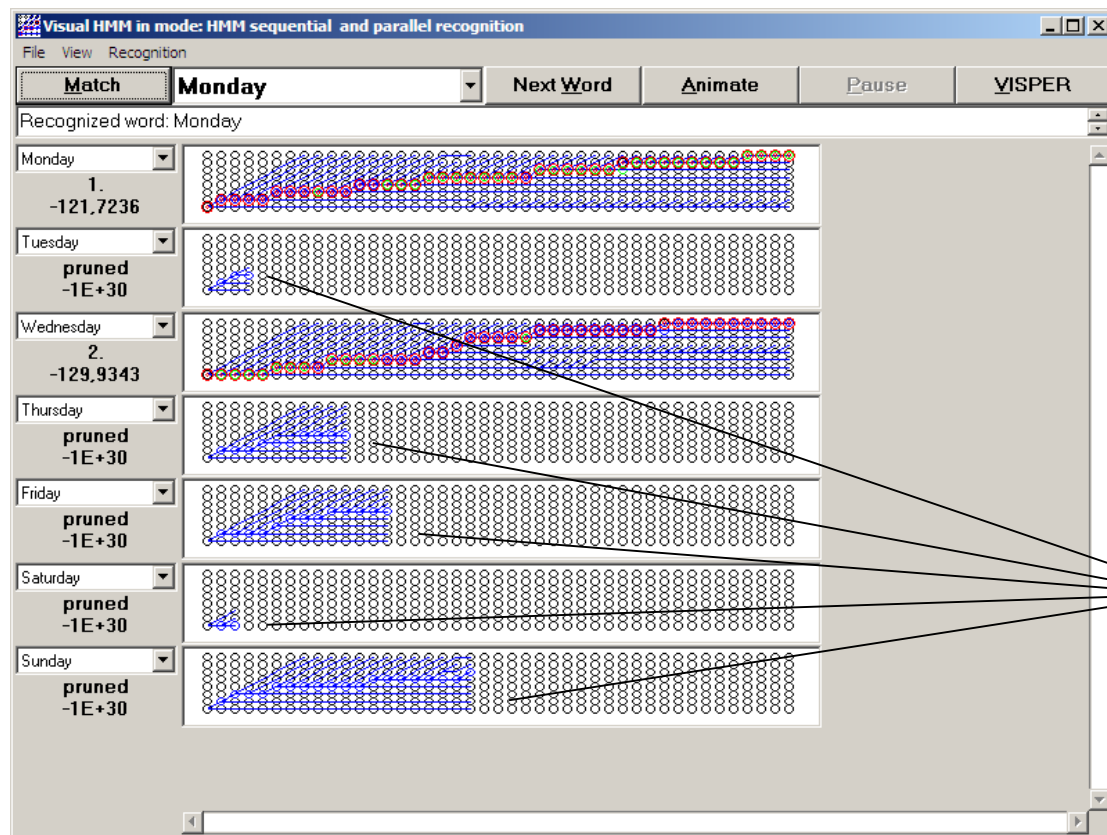 Visual HMM in mode: HMM sequential and parallel recognition
File View Recognition
Match Monday Next Word Animate Pause VISPER
Recognized word: Monday
Monday
1.
-121,7236
Tuesday
pruned
-1E+30
Wednesday
2.
-129,9343
Thursday
pruned
-1E+30
Friday
pruned
-1E+30
Saturday
pruned
-1E+30
Sunday
pruned
-1E+30